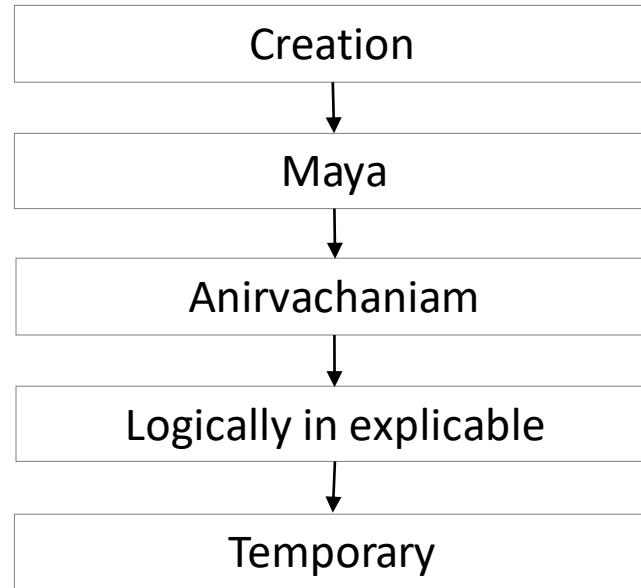 Creation
Maya
Anirvachaniam
Logically in explicable
Temporary